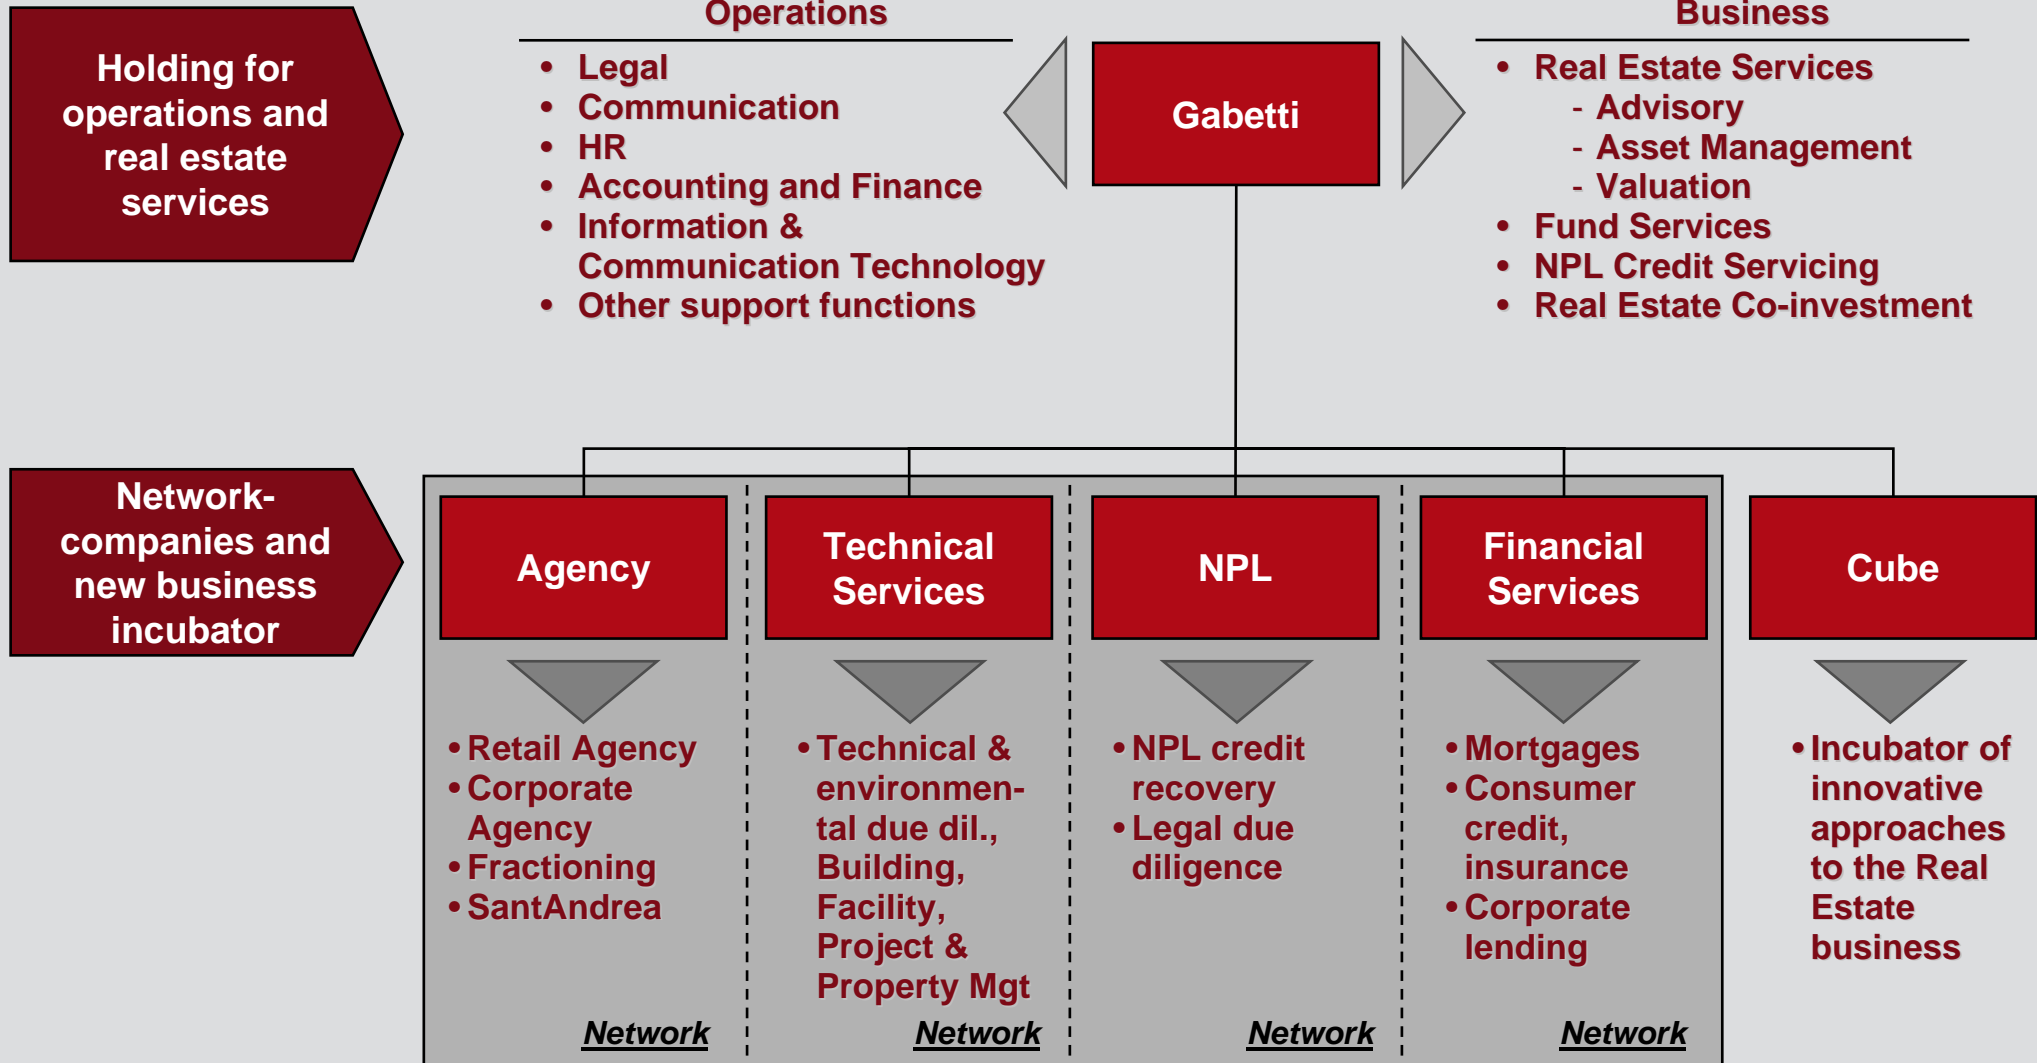 Holding for
operations and
real estate
services
Operations
• Legal
• Communication
• HR
• Accounting and Finance
• Information &
Communication Technology
• Other support functions
Gabetti
Business
• Real Estate Services
- Advisory
- Asset Management
- Valuation
• Fund Services
• NPL Credit Servicing
• Real Estate Co-investment
Network-
companies and
new business
incubator
Agency
• Retail Agency
• Corporate
Agency
• Fractioning
• SantAndrea
Network
Technical
Services
• Technical &
environmen-
tal due dil.,
Building,
Facility,
Project &
Property Mgt
Network
NPL
• NPL credit
recovery
• Legal due
diligence
Network
Financial
Services
• Mortgages
• Consumer
credit,
insurance
• Corporate
lending
Network
Cube
• Incubator of
innovative
approaches
to the Real
Estate
business